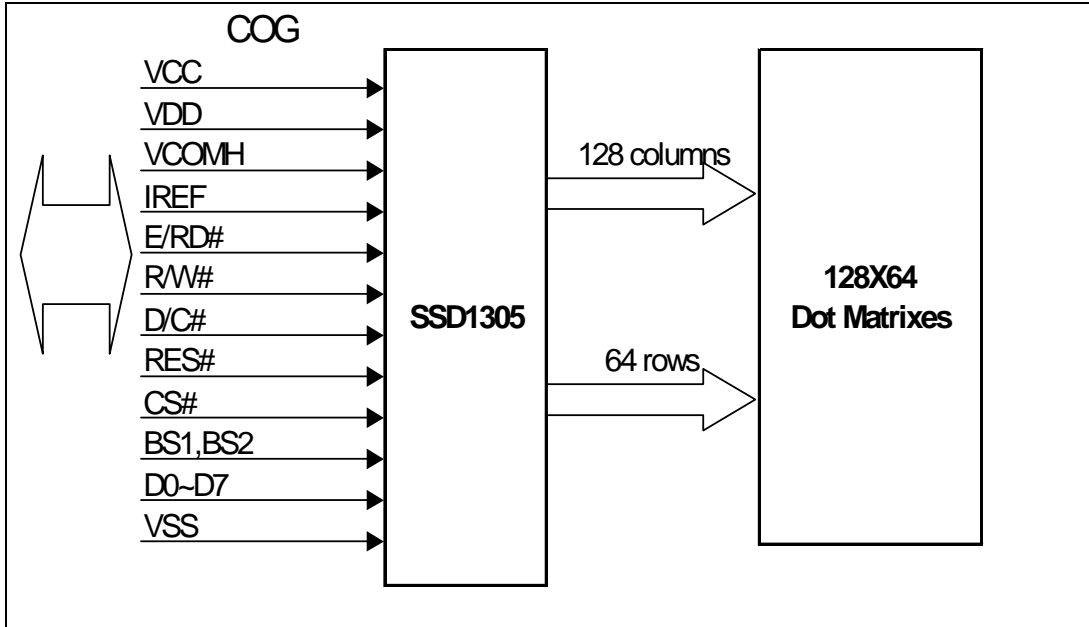 COG
VCC
VDD
VCOMH
IREF
E/RD#
R/W#
D/C#
RES#
CS#
BS1,BS2
D0~D7
VSS
SSD1305
128 columns
64 rows
128X64
Dot Matrixes